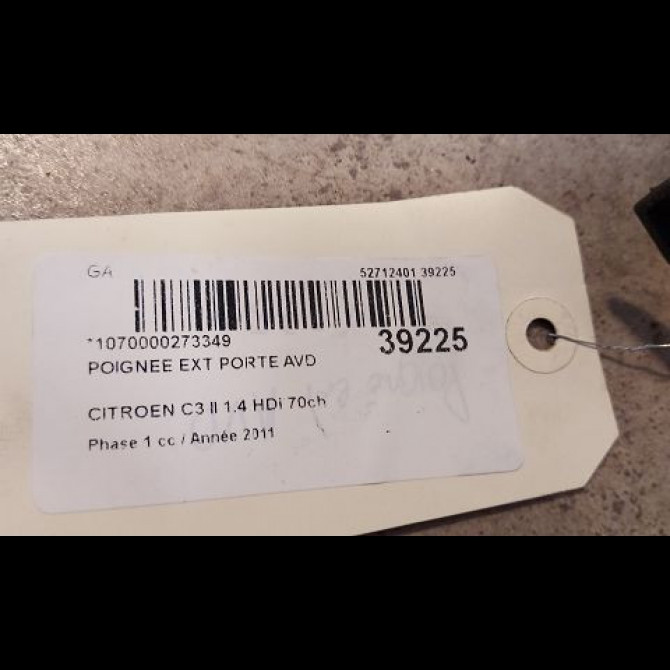 GA 52712401 39225
*1070000273349 39225
POIGNEE EXT PORTE AVD
CITROEN C3 II 1.4 HDi 70ch
Phase 1 cc / Année 2011